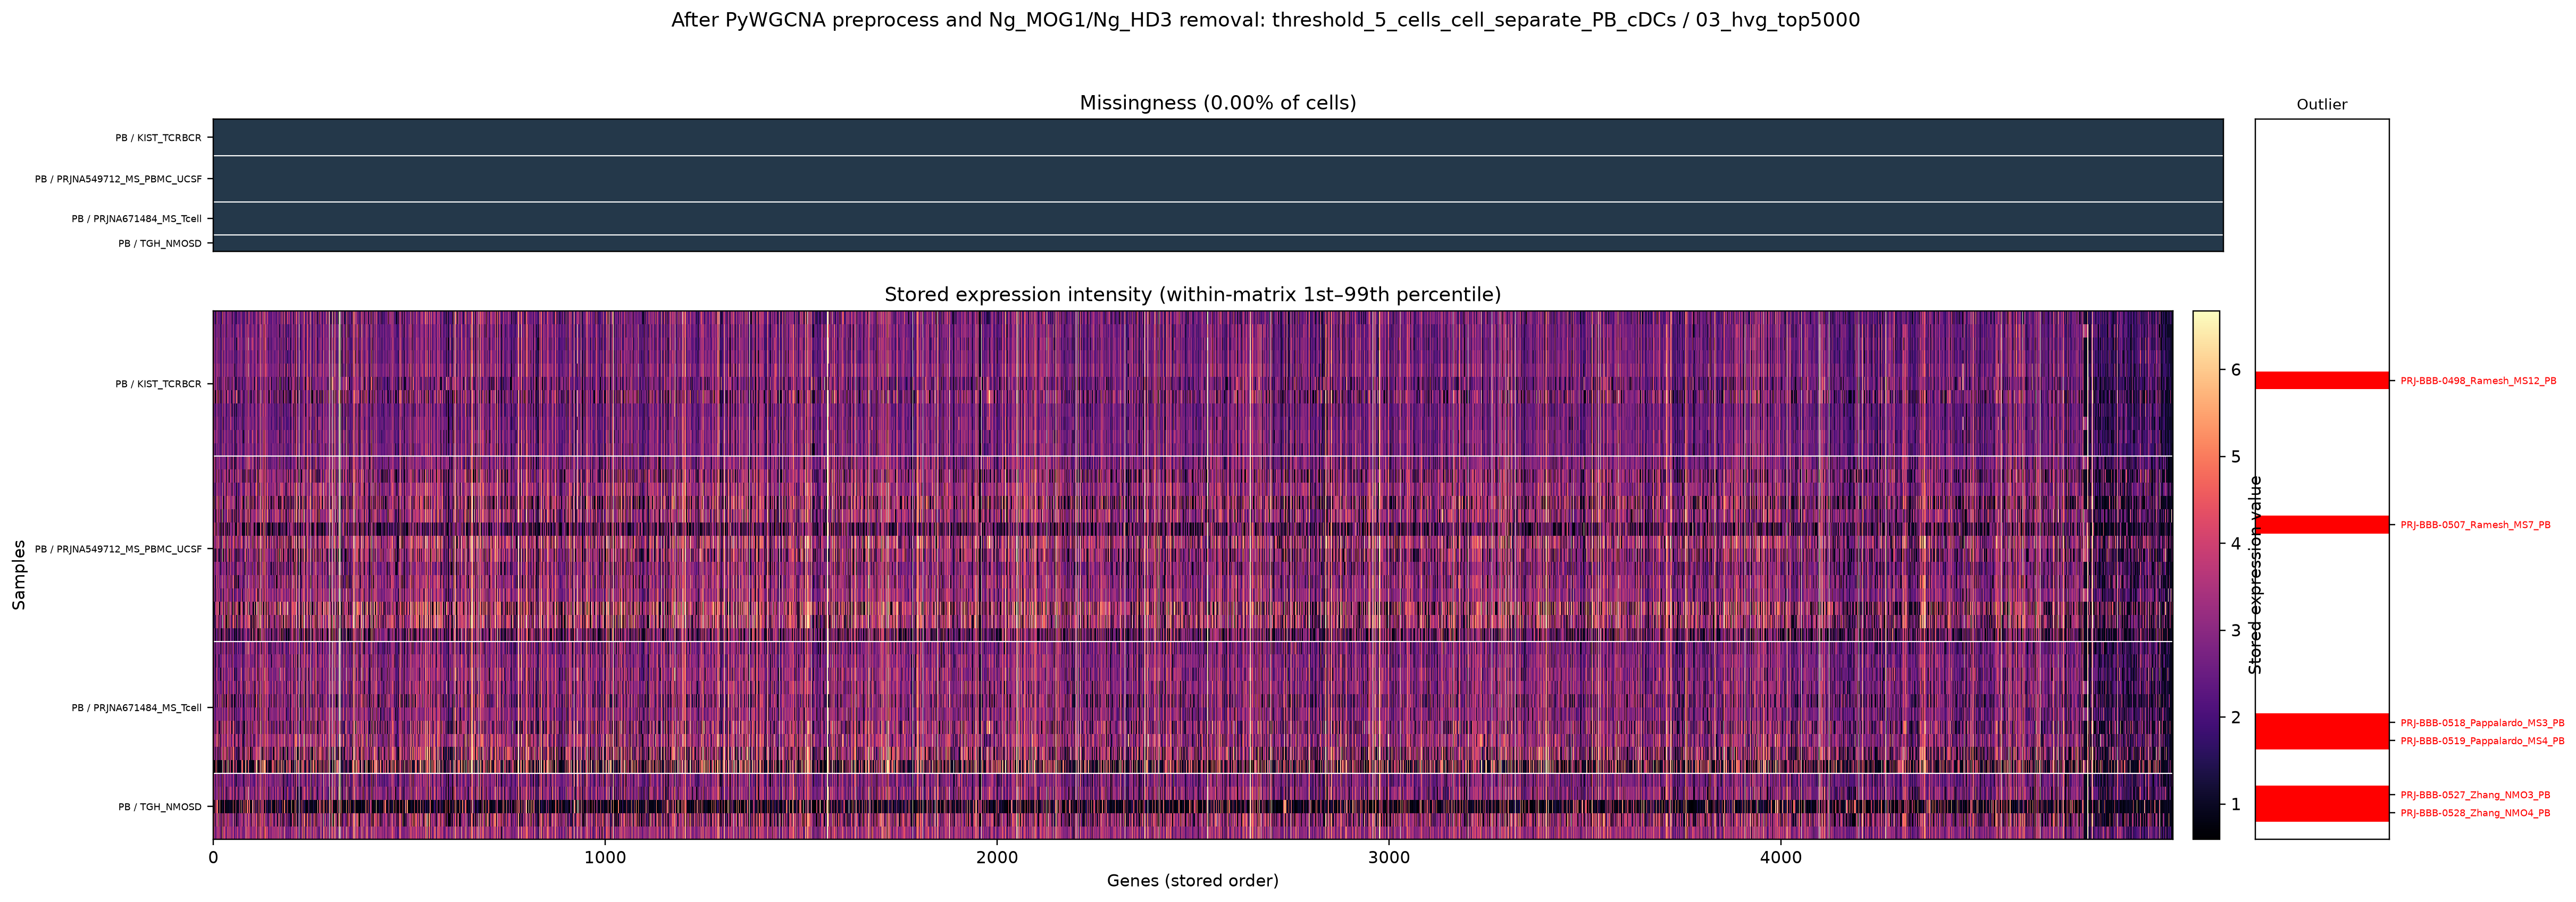 After PyWGCNA preprocess and Ng_MOG1/Ng_HD3 removal: threshold_5_cells_cell_separate_PB_cDCs / 03_hvg_top5000
Missingness (0.00% of cells)
Outlier
PB / KIST_TCRBCR
PB / PRJNA549712_MS_PBMC_UCSF
PB / PRJNA671484_MS_Tcell
PB / TGH_NMOSD
Stored expression intensity (within-matrix 1st–99th percentile)
Samples
PB / KIST_TCRBCR
PB / PRJNA549712_MS_PBMC_UCSF
PB / PRJNA671484_MS_Tcell
PB / TGH_NMOSD
0 1000 2000 3000 4000
Genes (stored order)
6
5
4
3
2
1
Stored expression value
PRJ-BBB-0498_Ramesh_MS12_PB
PRJ-BBB-0507_Ramesh_MS7_PB
PRJ-BBB-0518_Pappalardo_MS3_PB
PRJ-BBB-0519_Pappalardo_MS4_PB
PRJ-BBB-0527_Zhang_NMO3_PB
PRJ-BBB-0528_Zhang_NMO4_PB